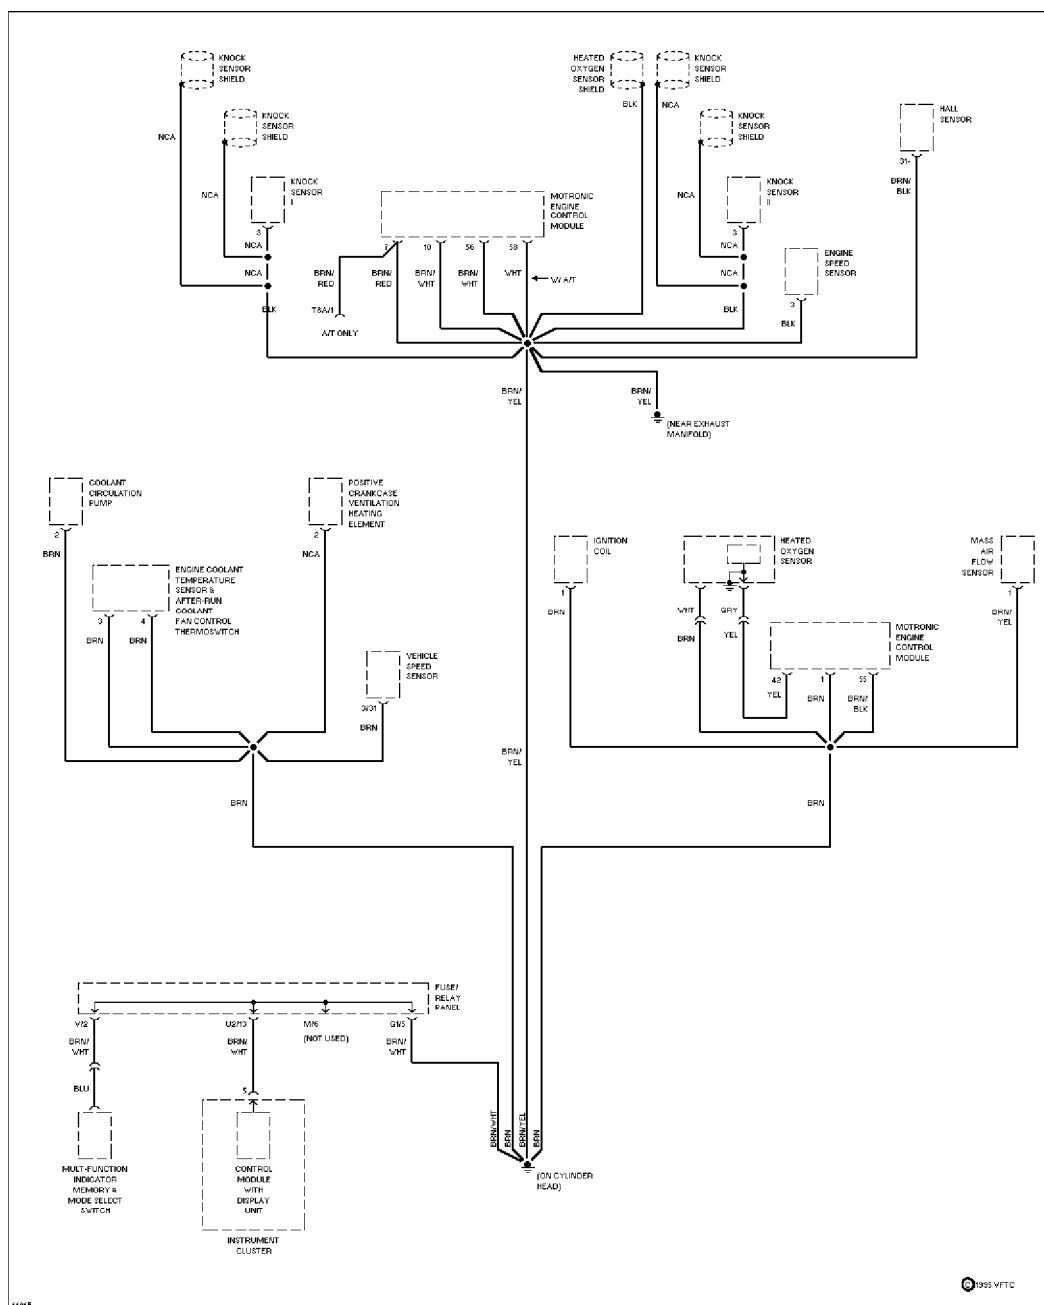 KNOCK
SENSOR
SHIELD
HEATED
OXYGEN
SENSOR
SHIELD
KNOCK
SENSOR
SHIELD
BLK
NCA
HALL
SENSOR
KNOCK
SENSOR
SHIELD
KNOCK
SENSOR
SHIELD
NCA
31-
BRN/
BLK
KNOCK
SENSOR
I
KNOCK
SENSOR
II
NCA
NCA
MOTRONIC
ENGINE
CONTROL
MODULE
3
3
7
10
56
58
NCA
NCA
ENGINE
SPEED
SENSOR
NCA
BRN/
RED
BRN/
RED
BRN/
WHT
BRN/
WHT
WHT
W/ A/T
NCA
3
BLK
T8A/1
BLK
BLK
A/T ONLY
BRN/
YEL
BRN/
YEL
(NEAR EXHAUST
MANIFOLD)
COOLANT
CIRCULATION
PUMP
POSITIVE
CRANKCASE
VENTILATION
HEATING
ELEMENT
2
2
BRN
NCA
IGNITION
COIL
HEATED
OXYGEN
SENSOR
MASS
AIR
FLOW
SENSOR
ENGINE COOLANT
TEMPERATURE
SENSOR &
AFTER-RUN
COOLANT
FAN CONTROL
THERMOSWITCH
1
1
BRN
WHT
GRY
BRN/
YEL
3
4
BRN
BRN
BRN
YEL
MOTRONIC
ENGINE
CONTROL
MODULE
VEHICLE
SPEED
SENSOR
42
1
55
YEL
BRN
BRN/
BLK
3/31
BRN
BRN/
YEL
BRN
BRN
FUSE/
RELAY
PANEL
V/2
U2/13
M/6
G1/5
BRN/
WHT
BRN/
WHT
(NOT USED)
BRN/
WHT
BLU
5
BRN/WHT
BRN
BRN/YEL
BRN
MULT-FUNCTION
INDICATOR
MEMORY &
MODE SELECT
SWITCH
CONTROL
MODULE
WITH
DISPLAY
UNIT
(ON CYLINDER
HEAD)
INSTRUMENT
CLUSTER
© 1995 VFTC